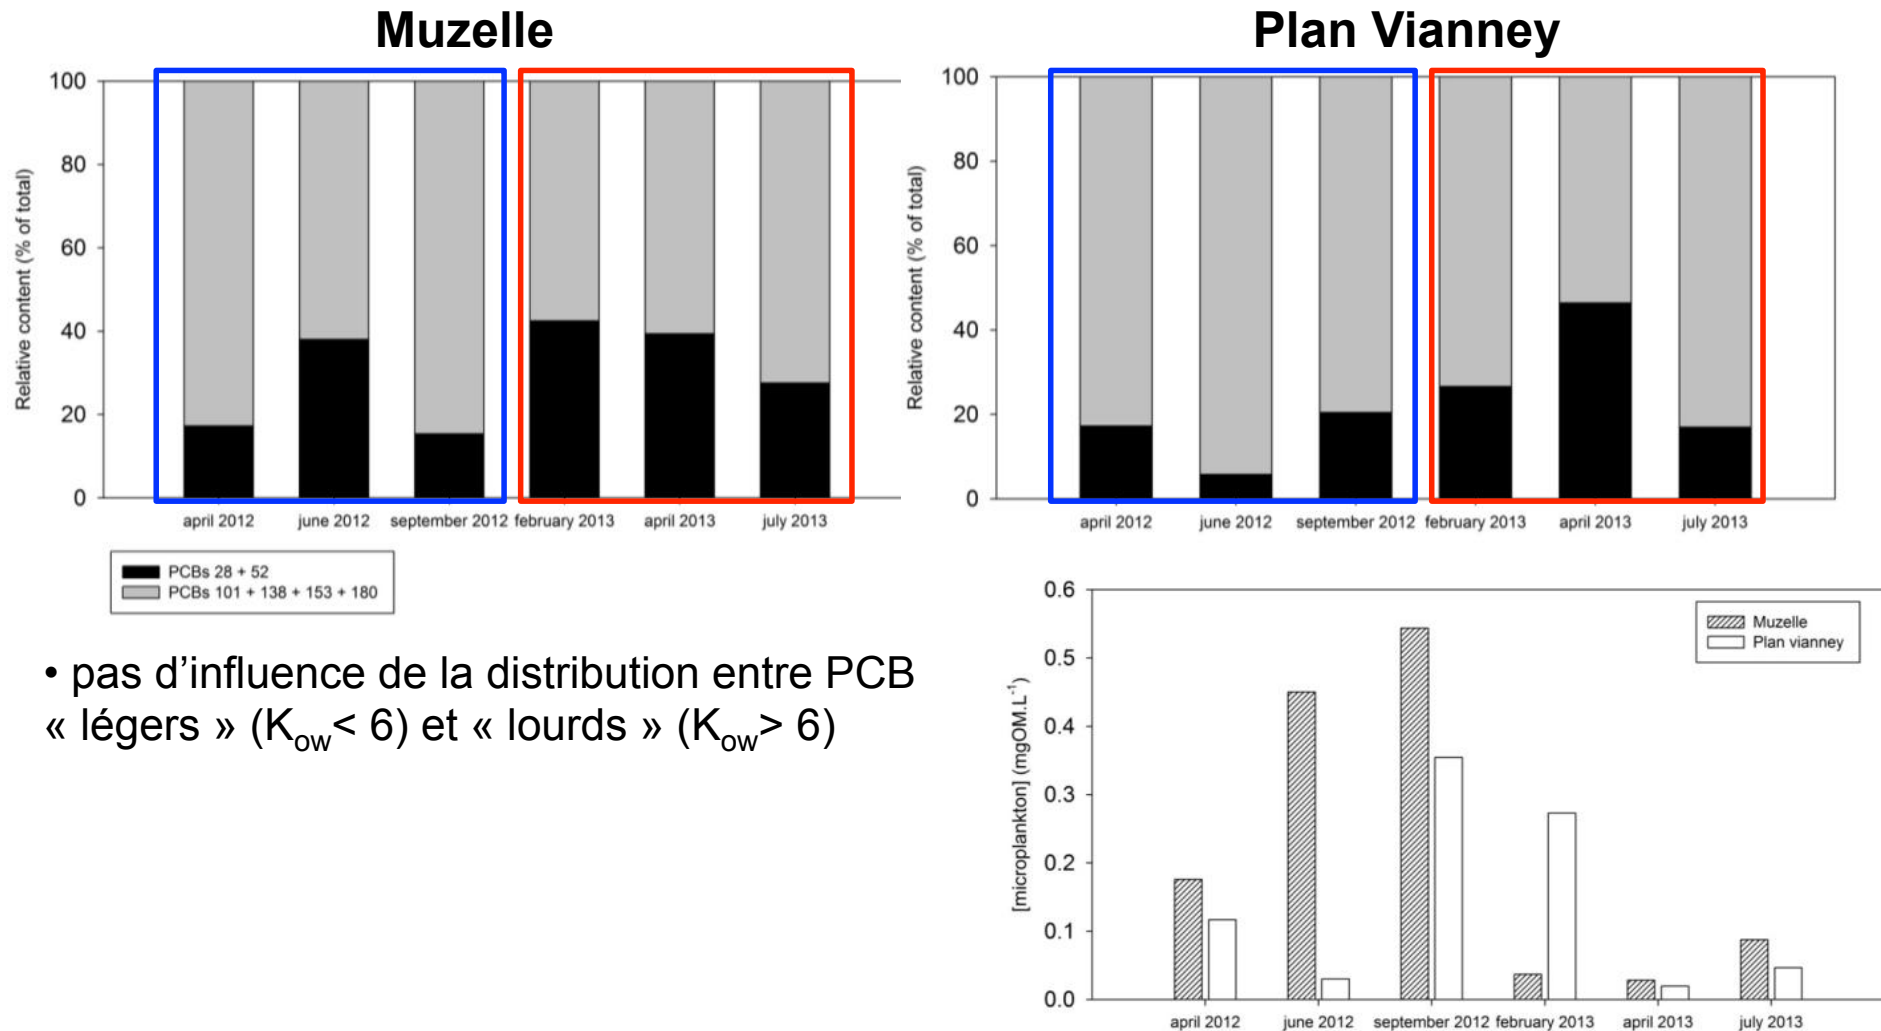 Muzelle
Plan Vianney
Relative content (% of total)
100
80
60
40
20
0
april 2012 june 2012 september 2012 february 2013 april 2013 july 2013
PCBs 28 + 52
PCBs 101 + 138 + 153 + 180
Relative content (% of total)
100
80
60
40
20
0
april 2012 june 2012 september 2012 february 2013 april 2013 july 2013
• pas d’influence de la distribution entre PCB
« légers » (Kow< 6) et « lourds » (Kow> 6)
[microplankton] (mgOM.L-1)
0.6
0.5
0.4
0.3
0.2
0.1
0.0
Muzelle
Plan vianney
april 2012 june 2012 september 2012 february 2013 april 2013 july 2013